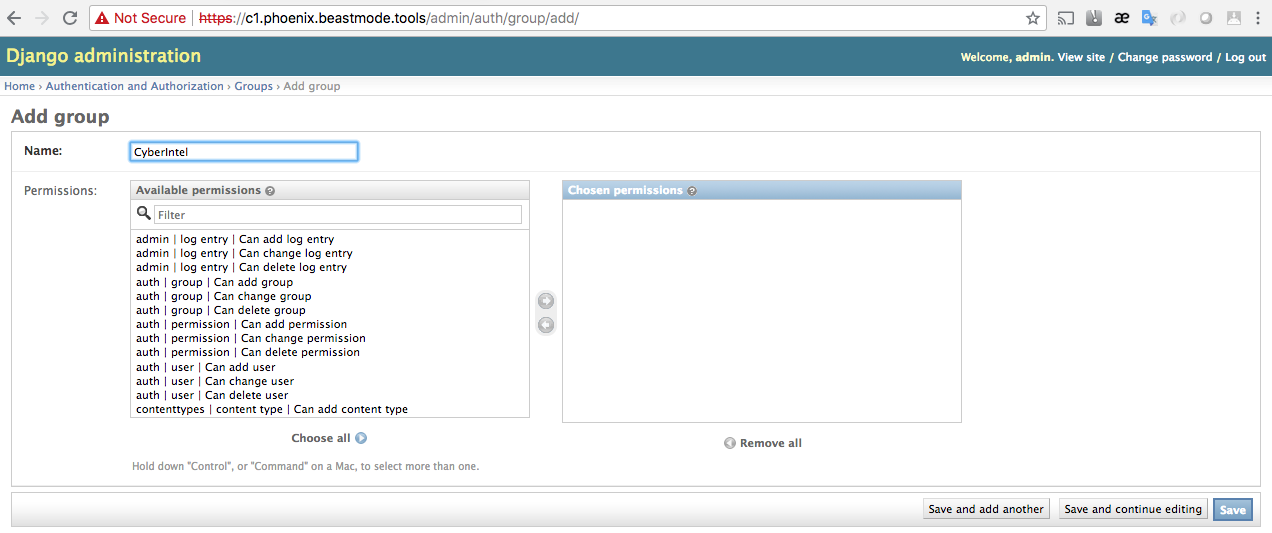 Not Secure | https://c1.phoenix.beastmode.tools/admin/auth/group/add/
Django administration
Welcome, admin. View site / Change password / Log out
Home › Authentication and Authorization › Groups › Add group
Add group
Name:
CyberIntel
Permissions:
Available permissions ?
Chosen permissions ?
Filter
admin | log entry | Can add log entry
admin | log entry | Can change log entry
admin | log entry | Can delete log entry
auth | group | Can add group
auth | group | Can change group
auth | group | Can delete group
auth | permission | Can add permission
auth | permission | Can change permission
auth | permission | Can delete permission
auth | user | Can add user
auth | user | Can change user
auth | user | Can delete user
contenttypes | content type | Can add content type
Choose all
Remove all
Hold down "Control", or "Command" on a Mac, to select more than one.
Save and add another
Save and continue editing
Save